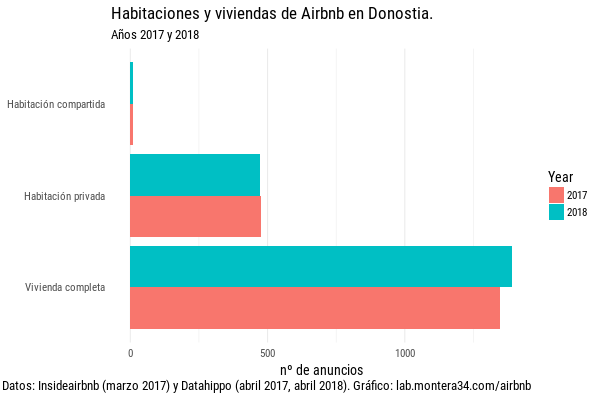 Habitaciones y viviendas de Airbnb en Donostia.
Años 2017 y 2018
Habitación compartida
Habitación privada
Vivienda completa
Year
2017
2018
0 500 1000
nº de anuncios
Datos: Insideairbnb (marzo 2017) y Datahippo (abril 2017, abril 2018). Gráfico: lab.montera34.com/airbnb